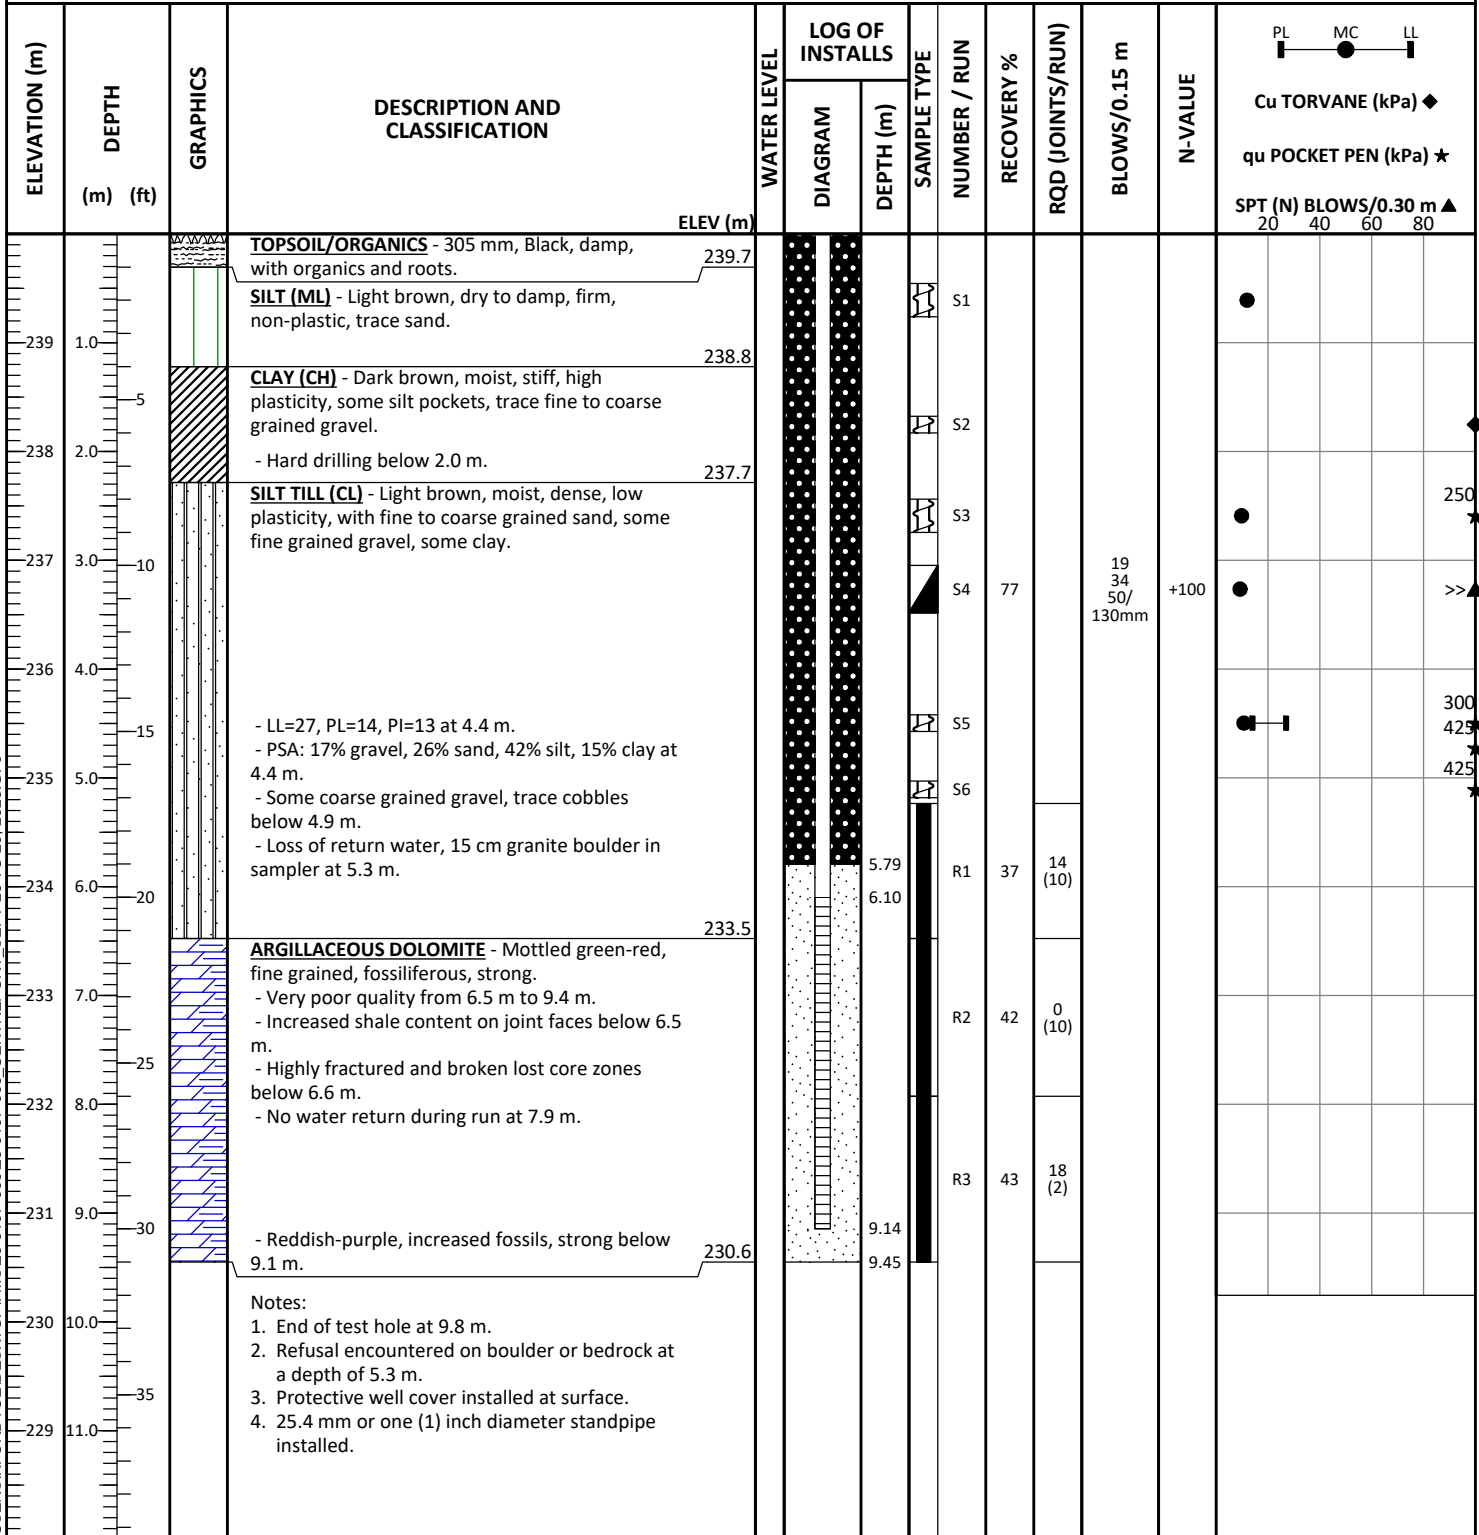 ELEVATION (m)
DEPTH
(m) (ft)
GRAPHICS
DESCRIPTION AND
CLASSIFICATION
ELEV (m)
WATER LEVEL
LOG OF
INSTALLS
DIAGRAM
DEPTH (m)
SAMPLE TYPE
NUMBER / RUN
RECOVERY %
RQD (JOINTS/RUN)
BLOWS/0.15 m
N-VALUE
PL MC LL
Cu TORVANE (kPa) ◆
qu POCKET PEN (kPa) ★
SPT (N) BLOWS/0.30 m ▲
20 40 60 80
TOPSOIL/ORGANICS - 305 mm, Black, damp,
with organics and roots.
239.7
SILT (ML) - Light brown, dry to damp, firm,
non-plastic, trace sand.
S1
239 1.0
238.8
CLAY (CH) - Dark brown, moist, stiff, high
plasticity, some silt pockets, trace fine to coarse
grained gravel.
5
S2
238 2.0
- Hard drilling below 2.0 m.
237.7
SILT TILL (CL) - Light brown, moist, dense, low
plasticity, with fine to coarse grained sand, some
fine grained gravel, some clay.
S3
250
237 3.0
10
S4
77
19
34
50/
130mm
+100
>>
236 4.0
15
- LL=27, PL=14, PI=13 at 4.4 m.
- PSA: 17% gravel, 26% sand, 42% silt, 15% clay at
4.4 m.
S5
300
425
235 5.0
S6
425
- Some coarse grained gravel, trace cobbles
below 4.9 m.
- Loss of return water, 15 cm granite boulder in
sampler at 5.3 m.
5.79
R1
37
14
(10)
234 6.0
20
6.10
233.5
ARGILLACEOUS DOLOMITE - Mottled green-red,
fine grained, fossiliferous, strong.
- Very poor quality from 6.5 m to 9.4 m.
- Increased shale content on joint faces below 6.5
m.
- Highly fractured and broken lost core zones
below 6.6 m.
- No water return during run at 7.9 m.
233 7.0
R2
42
0
(10)
25
232 8.0
R3
43
18
(2)
231 9.0
30
9.14
- Reddish-purple, increased fossils, strong below
9.1 m.
230.6
9.45
Notes:
1. End of test hole at 9.8 m.
2. Refusal encountered on boulder or bedrock at
a depth of 5.3 m.
3. Protective well cover installed at surface.
4. 25.4 mm or one (1) inch diameter standpipe
installed.
230 10.0
35
229 11.0